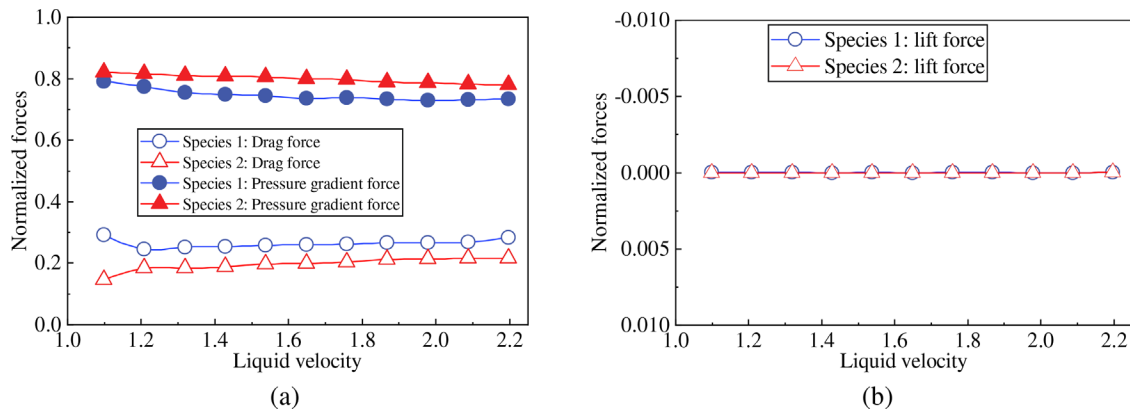 1.0
0.8
0.6
0.4
0.2
0.0
Normalized forces
Species 1: Drag force
Species 2: Drag force
Species 1: Pressure gradient force
Species 2: Pressure gradient force
1.0 1.2 1.4 1.6 1.8 2.0 2.2
Liquid velocity
(a)
-0.010
-0.005
0.000
0.005
0.010
Normalized forces
Species 1: lift force
Species 2: lift force
1.0 1.2 1.4 1.6 1.8 2.0 2.2
Liquid velocity
(b)